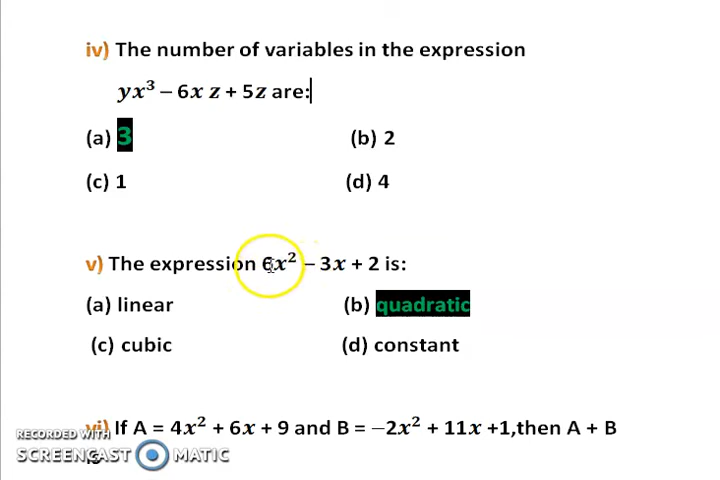 iv) The number of variables in the expression
yx³ − 6x z + 5z are:
(a) 3 (b) 2
(c) 1 (d) 4
v) The expression 6x² − 3x + 2 is:
(a) linear (b) quadratic
(c) cubic (d) constant
vi) If A = 4x² + 6x + 9 and B = −2x² + 11x +1,then A + B
RECORDED WITH
SCREENCAST MATIC